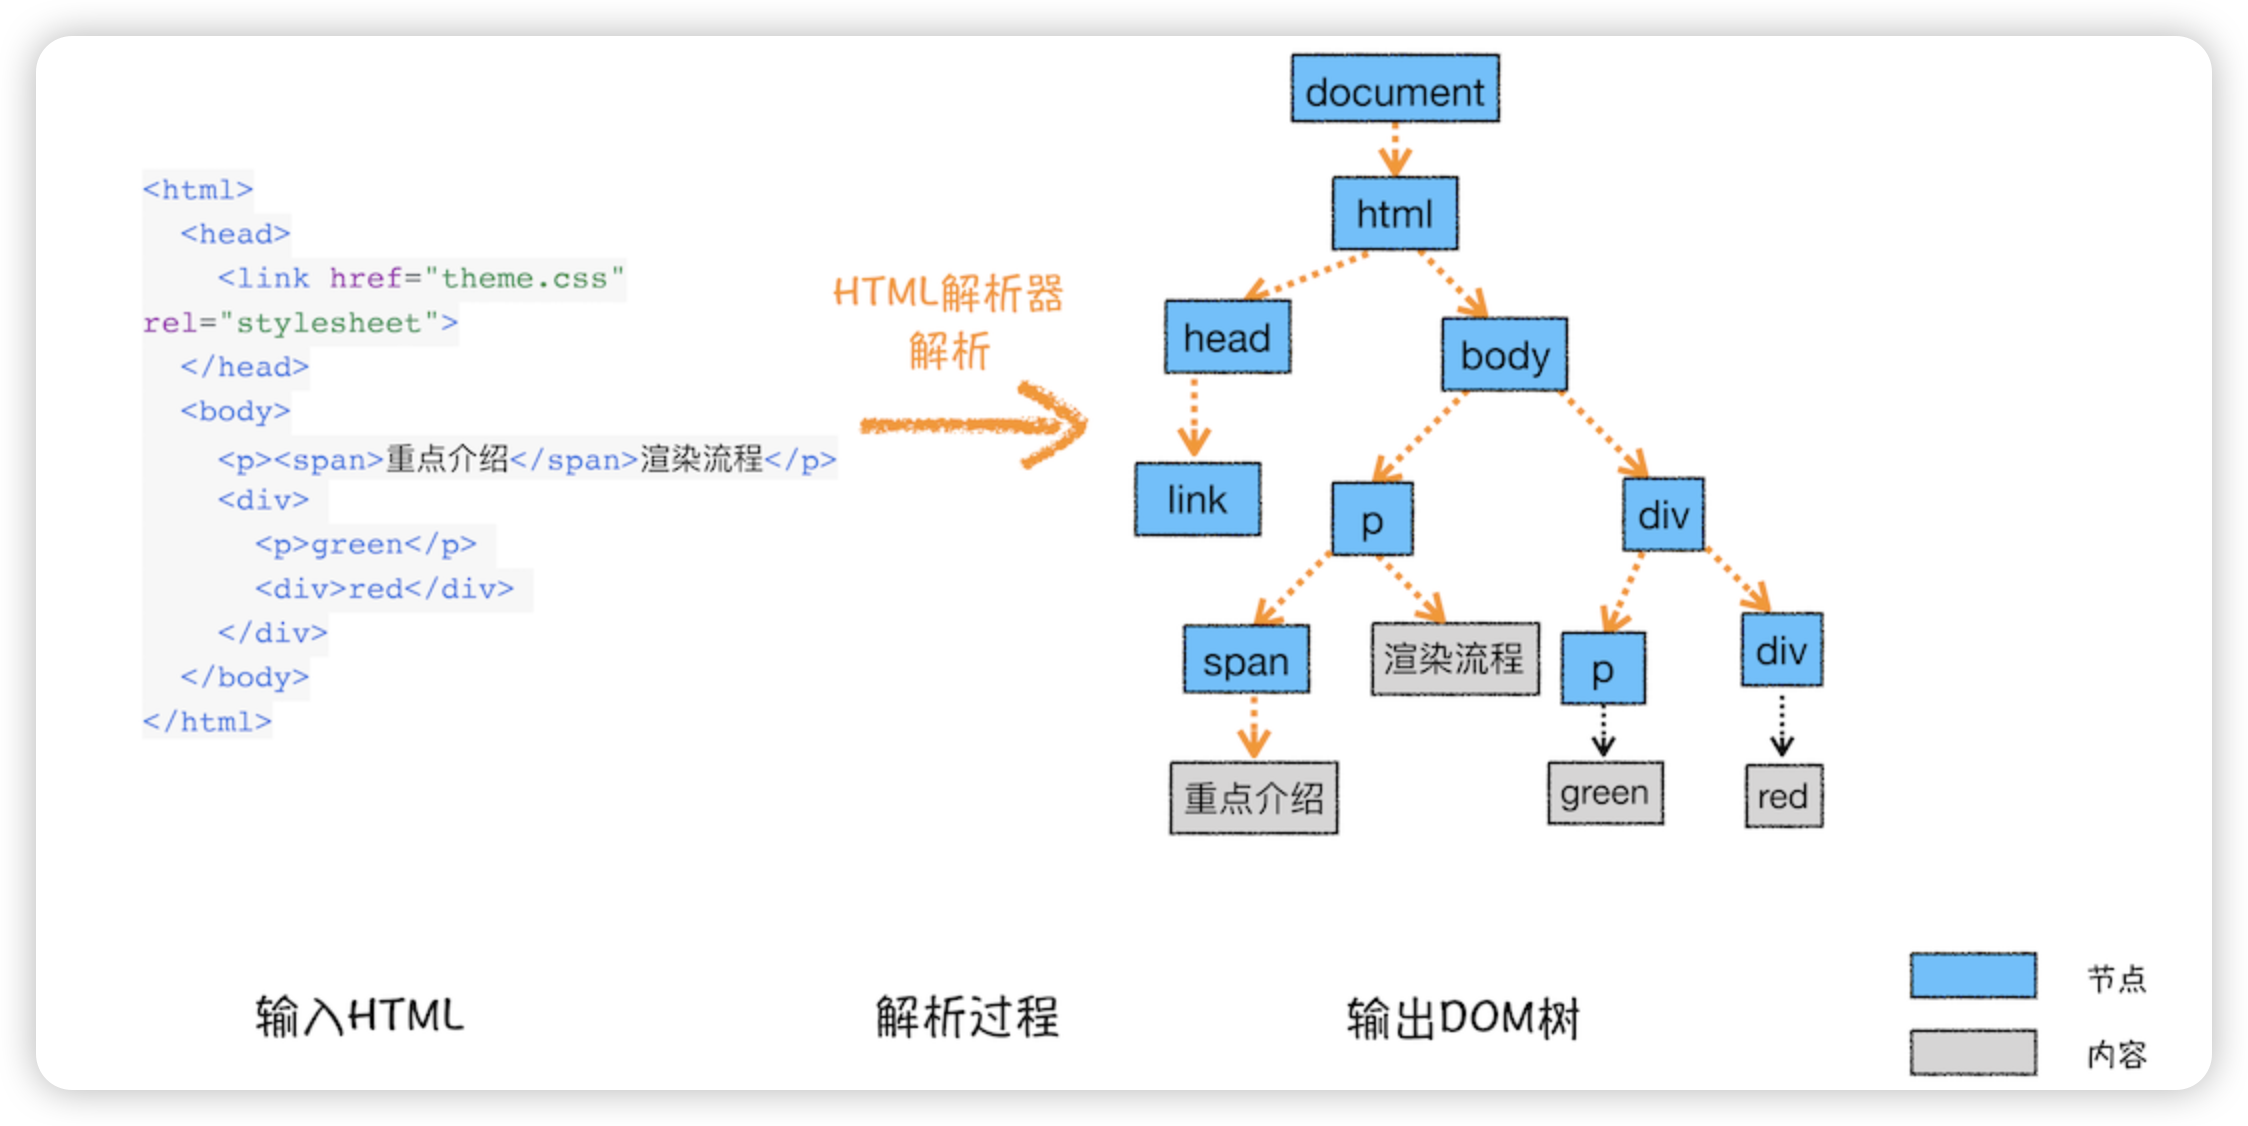 <html>
<head>
<link href="theme.css"
rel="stylesheet">
</head>
<body>
<p><span>重点介绍</span>渲染流程</p>
<div>
<p>green</p>
<div>red</div>
</div>
</body>
</html>
HTML解析器
解析
document
html
head
body
link
p
div
span
渲染流程
p
div
重点介绍
green
red
输入HTML
解析过程
输出DOM树
节点
内容